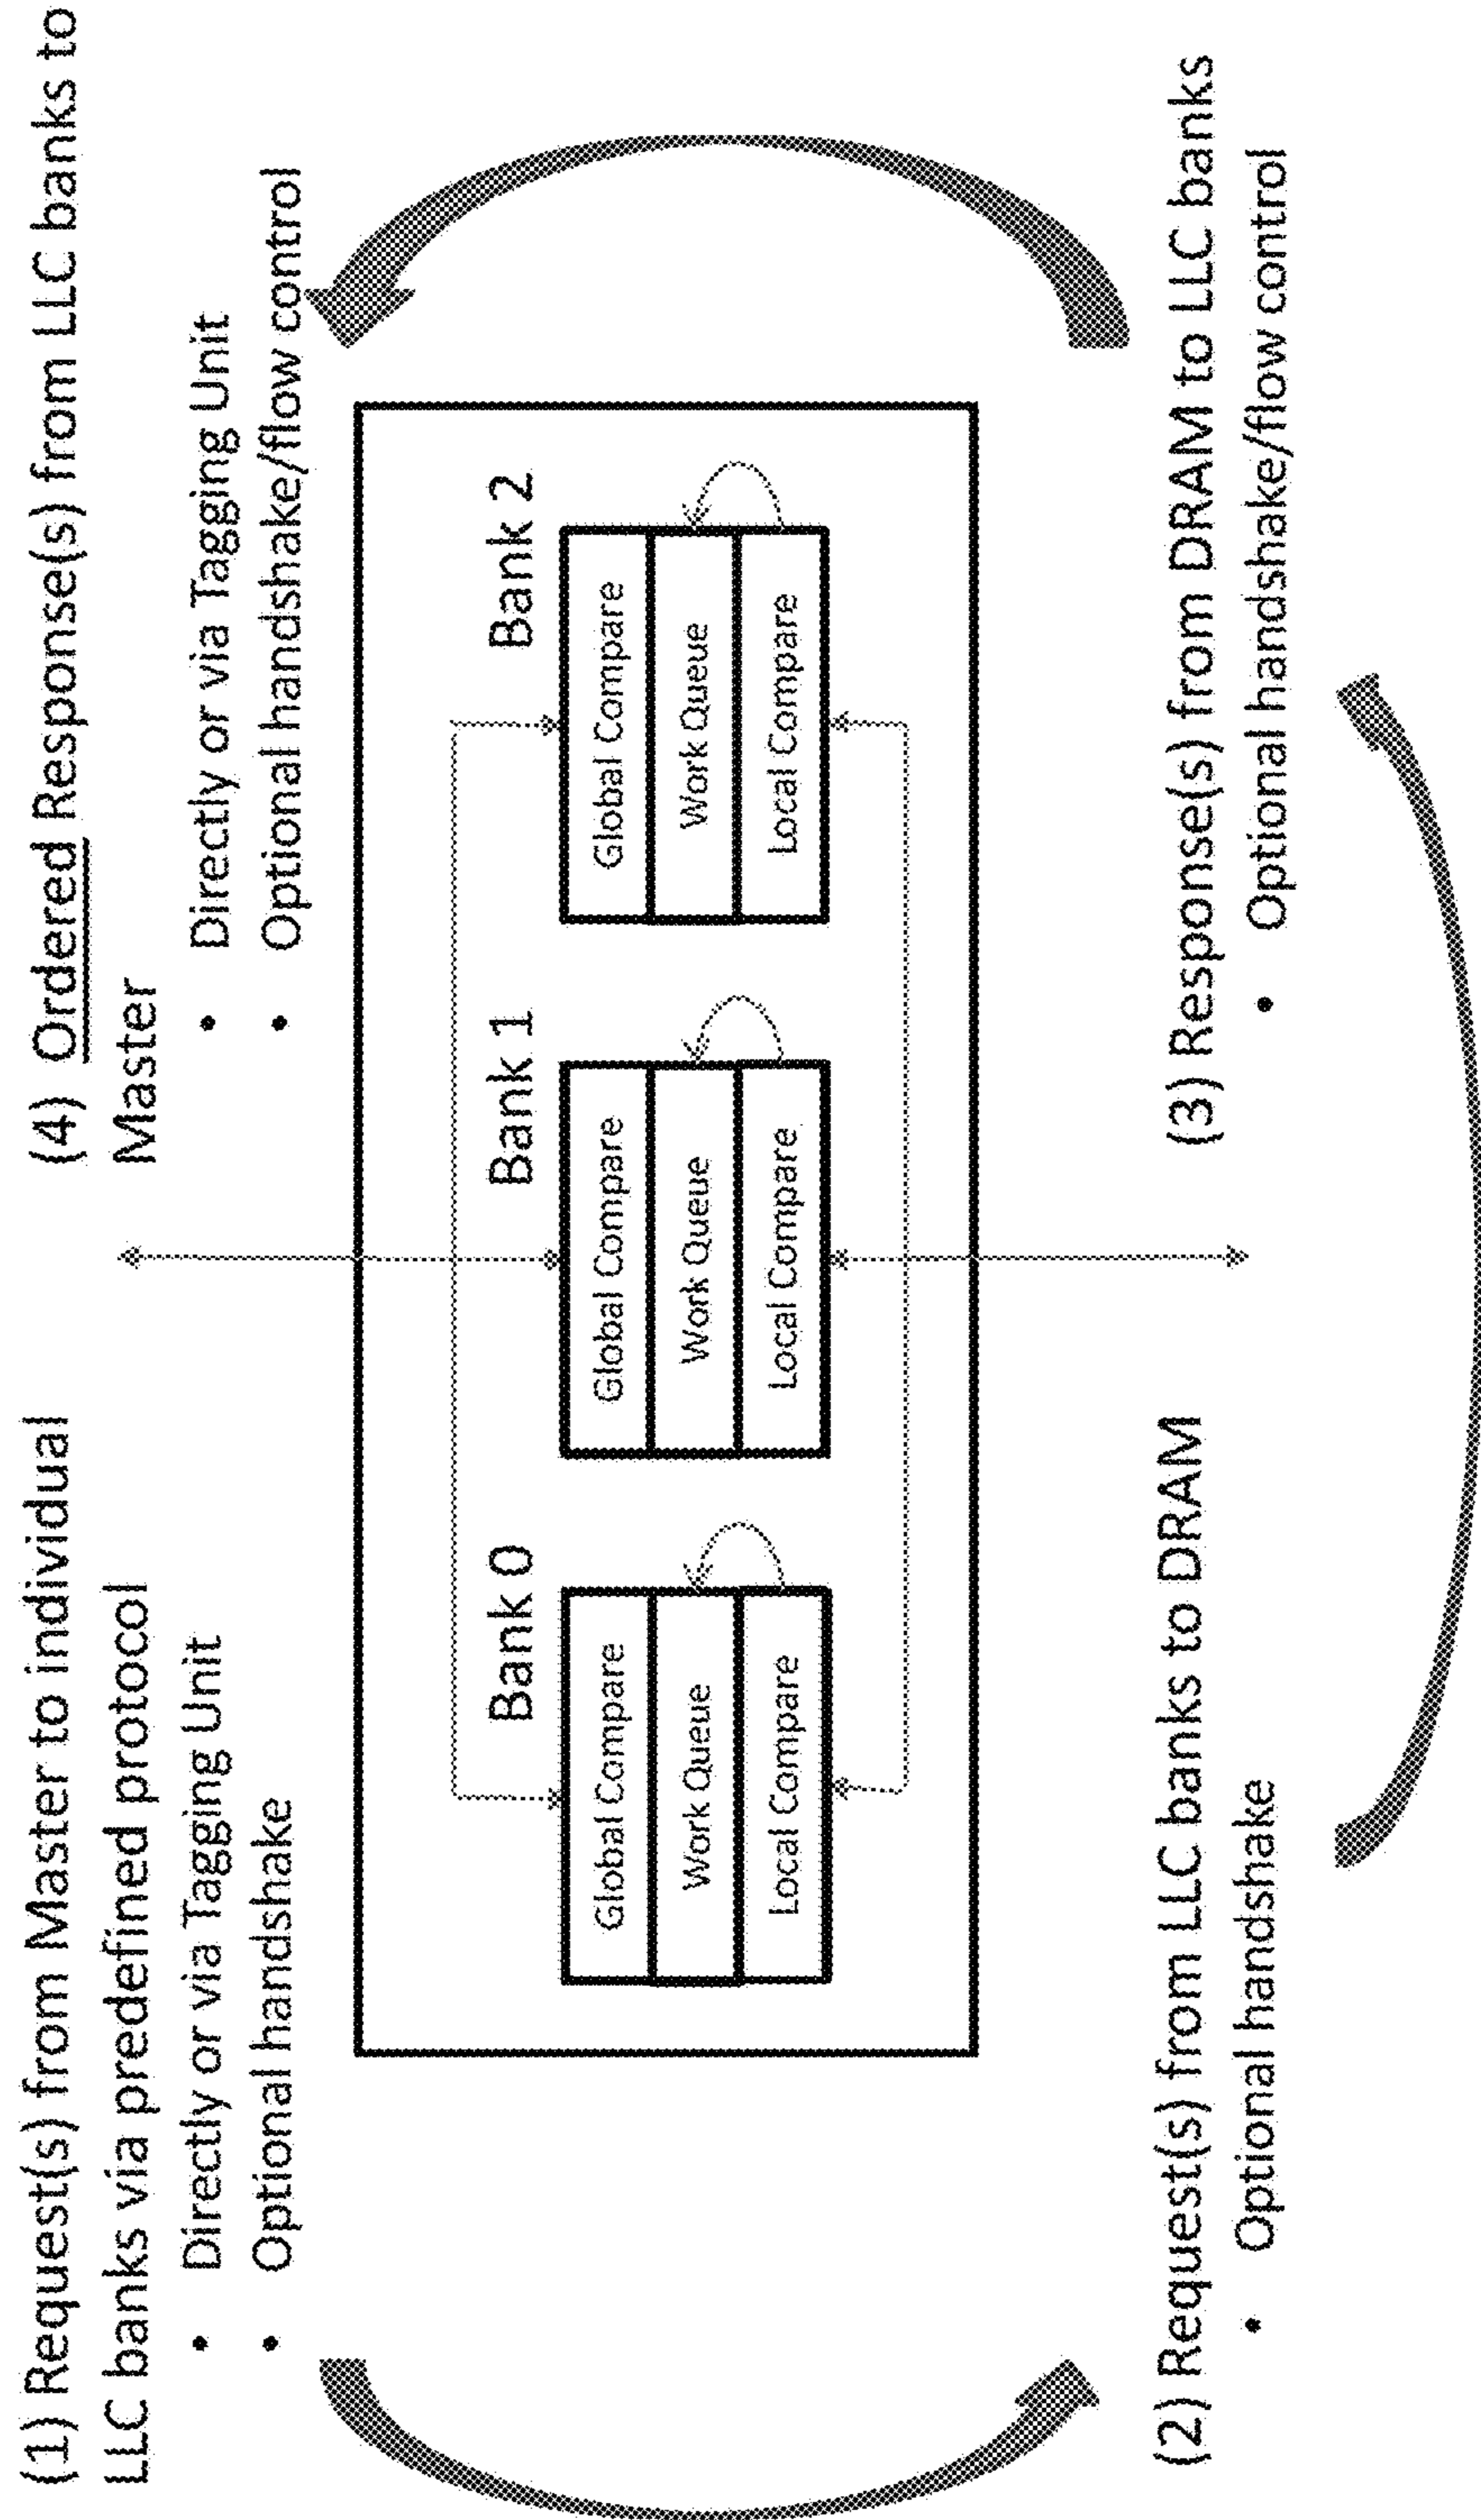 (1) Request(s) from Master to individual
LLC banks via predefined protocol
• Directly or via Tagging Unit
• Optional handshake
(4) Ordered Response(s) from LLC banks to
Master
• Directly or via Tagging Unit
• Optional handshake/flow control
Bank 0
Global Compare
Work Queue
Local Compare
Bank 1
Global Compare
Work Queue
Local Compare
Bank 2
Global Compare
Work Queue
Local Compare
(2) Request(s) from LLC banks to DRAM
• Optional handshake
(3) Response(s) from DRAM to LLC banks
• Optional handshake/flow control